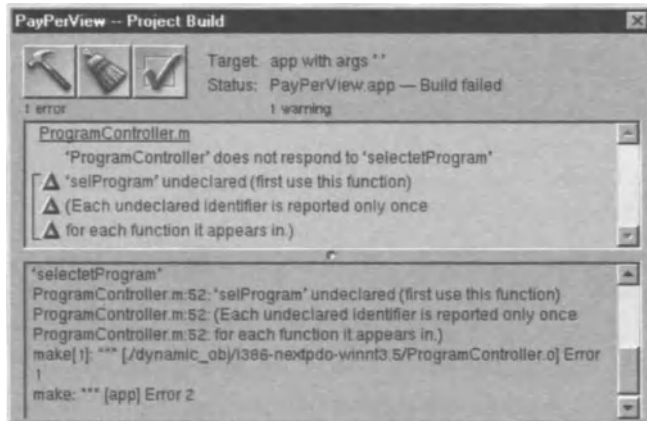 PayPerView -- Project Build
Target: app with args ""
Status: PayPerView.app — Build failed
1 error
1 warning
ProgramController.m
'ProgramController' does not respond to 'selectetProgram'
'selProgram' undeclared (first use this function)
(Each undeclared identifier is reported only once
for each function it appears in.)
'selectetProgram'
ProgramController.m:52: 'selProgram' undeclared (first use this function)
ProgramController.m:52: (Each undeclared identifier is reported only once
ProgramController.m:52: for each function it appears in.)
make[1]: *** [./dynamic_obj/i386-nextpdo-winnt3.5/ProgramController.o] Error
1
make: *** [app] Error 2